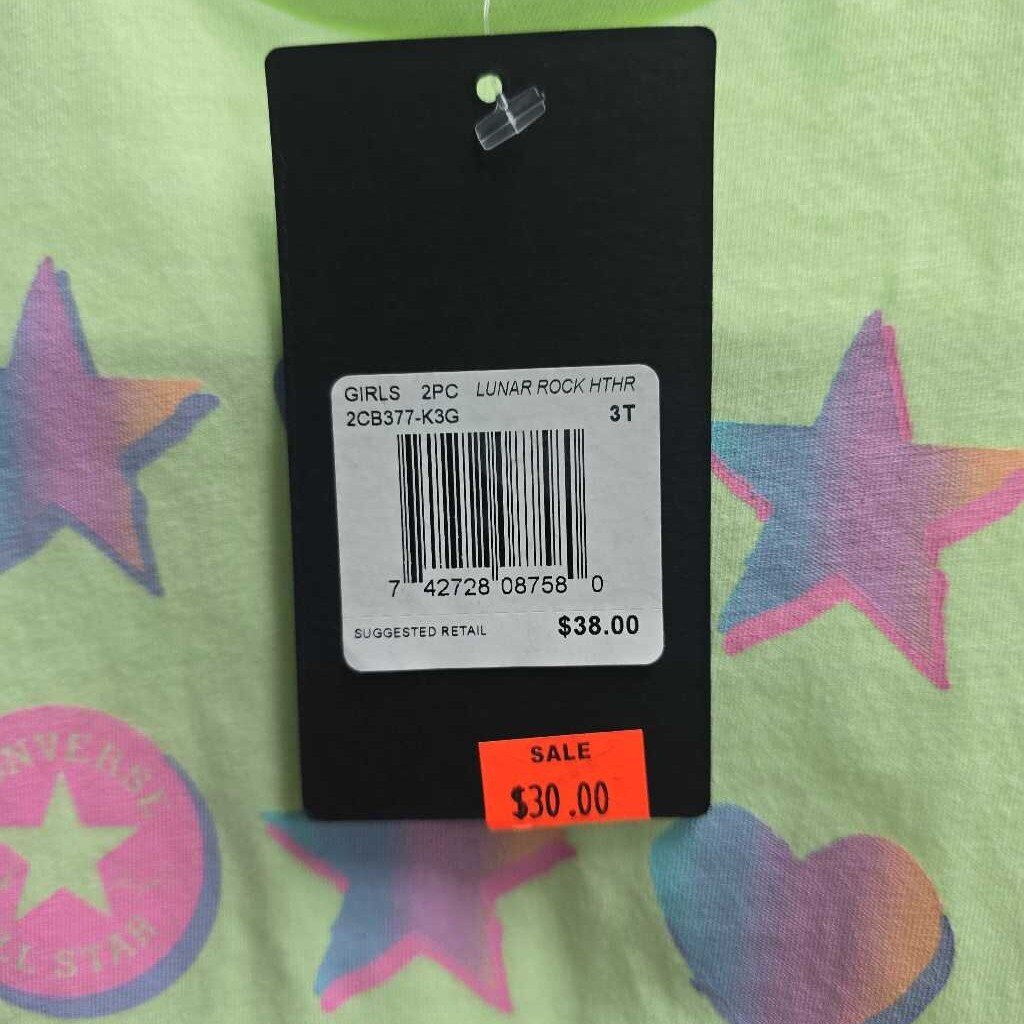 GIRLS 2PC LUNAR ROCK HTHR
2CB377-K3G 3T
7 42728 08758 0
SUGGESTED RETAIL $38.00
SALE
$30.00
ALL STAR